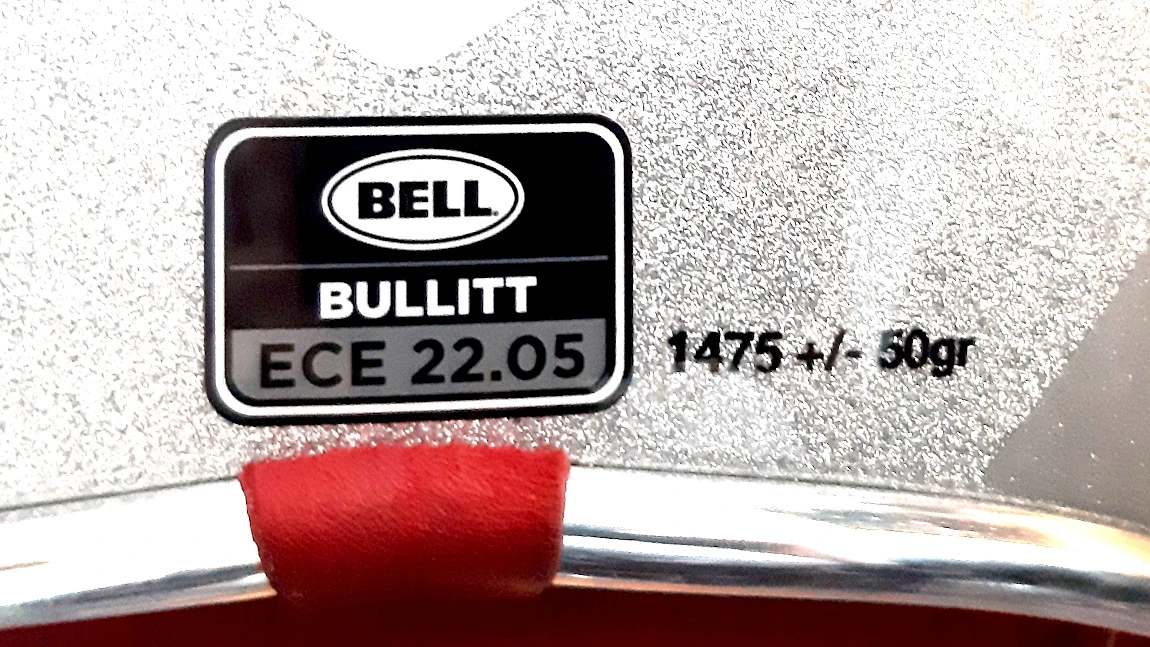 BELL
BULLITT
ECE 22.05
1475 +/- 50gr